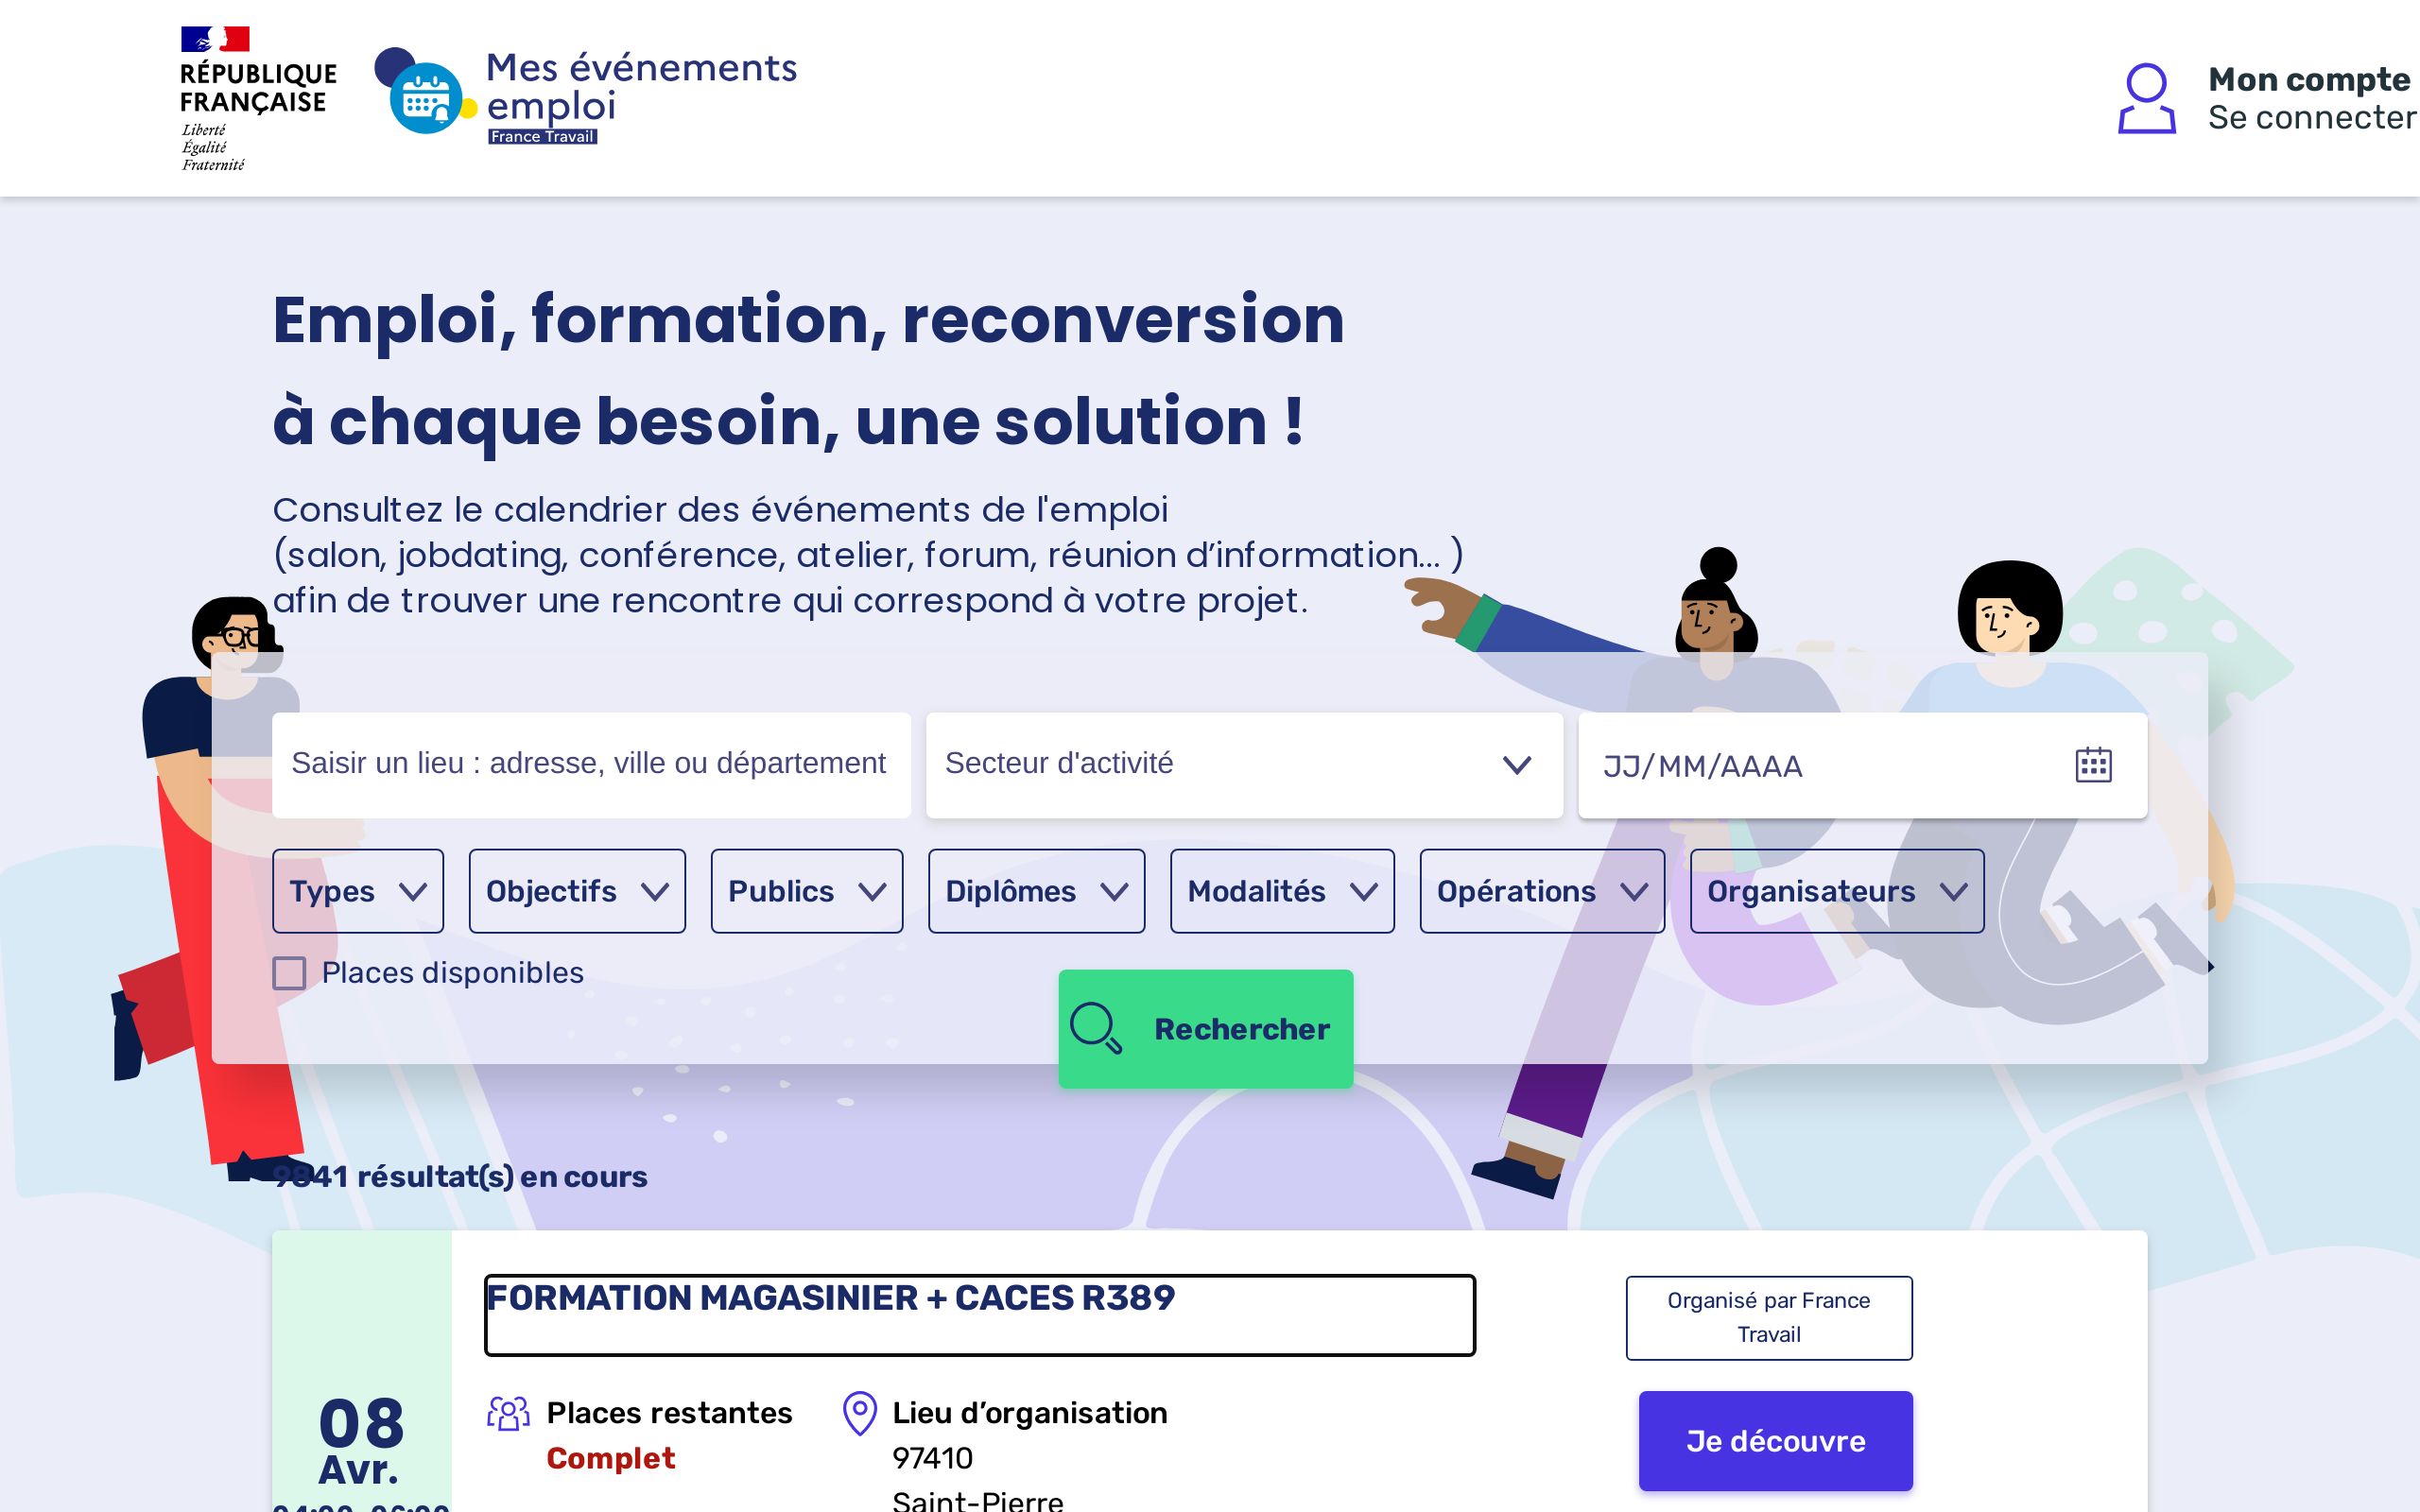 RÉPUBLIQUE
FRANÇAISE
Liberté
Égalité
Fraternité
Mes événements
emploi
France Travail
Mon compte
Se connecter
Emploi, formation, reconversion
à chaque besoin, une solution !
Consultez le calendrier des événements de l'emploi
(salon, jobdating, conférence, atelier, forum, réunion d’information... )
afin de trouver une rencontre qui correspond à votre projet.
Saisir un lieu : adresse, ville ou département
Secteur d'activité
JJ/MM/AAAA
Types
Objectifs
Publics
Diplômes
Modalités
Opérations
Organisateurs
Places disponibles
Rechercher
9841 résultat(s) en cours
FORMATION MAGASINIER + CACES R389
Organisé par France
Travail
08
Avr.
Places restantes
Complet
Lieu d’organisation
97410
Saint-Pierre
Je découvre